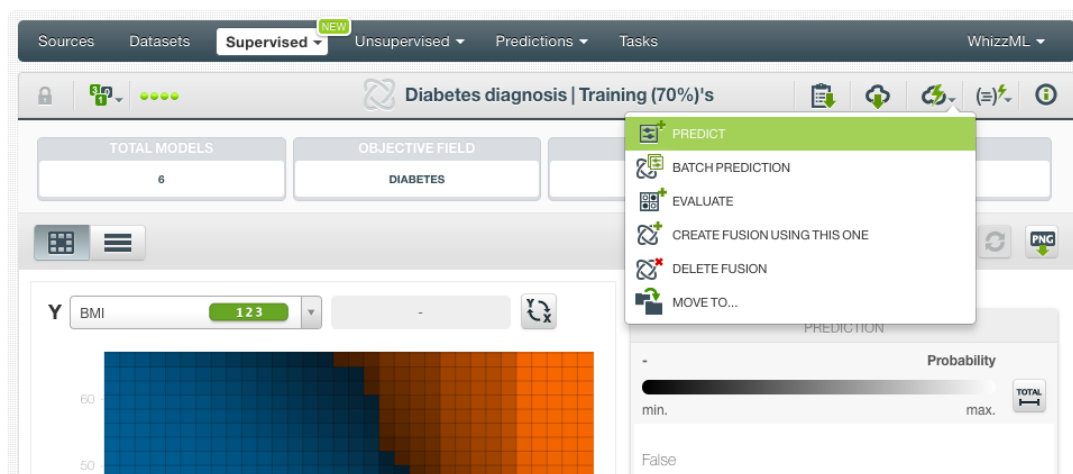 NEW
Sources Datasets Supervised Unsupervised Predictions Tasks WhizzML
Diabetes diagnosis | Training (70%)'s
TOTAL MODELS OBJECTIVE FIELD
6 DIABETES
PREDICT
BATCH PREDICTION
EVALUATE
CREATE FUSION USING THIS ONE
DELETE FUSION
MOVE TO...
PNG
Y BMI 123 - Y X
PREDICTION
- Probability
TOTAL
min. max.
60
False
50